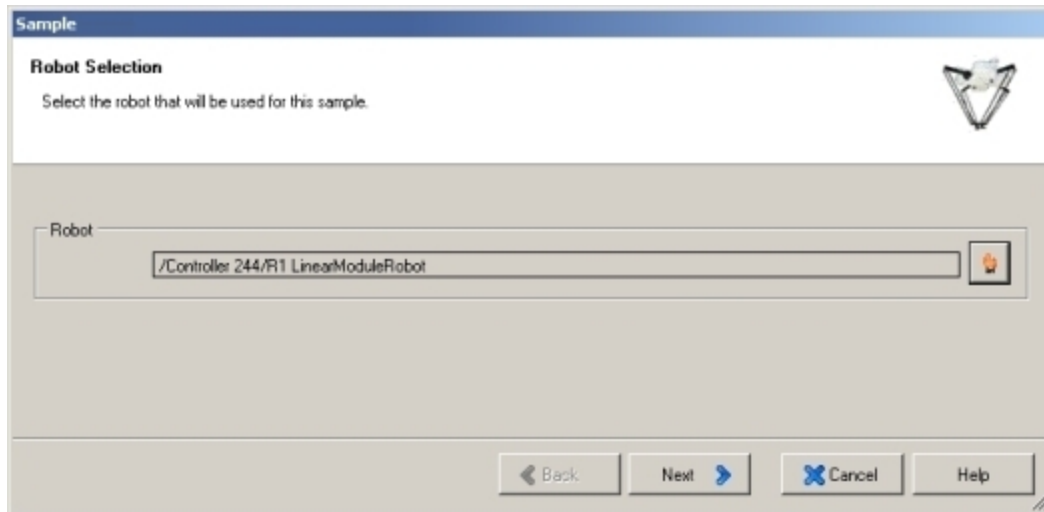 Sample
Robot Selection
Select the robot that will be used for this sample.
Robot
/Controller 244/R1 LinearModuleRobot
Back Next Cancel Help